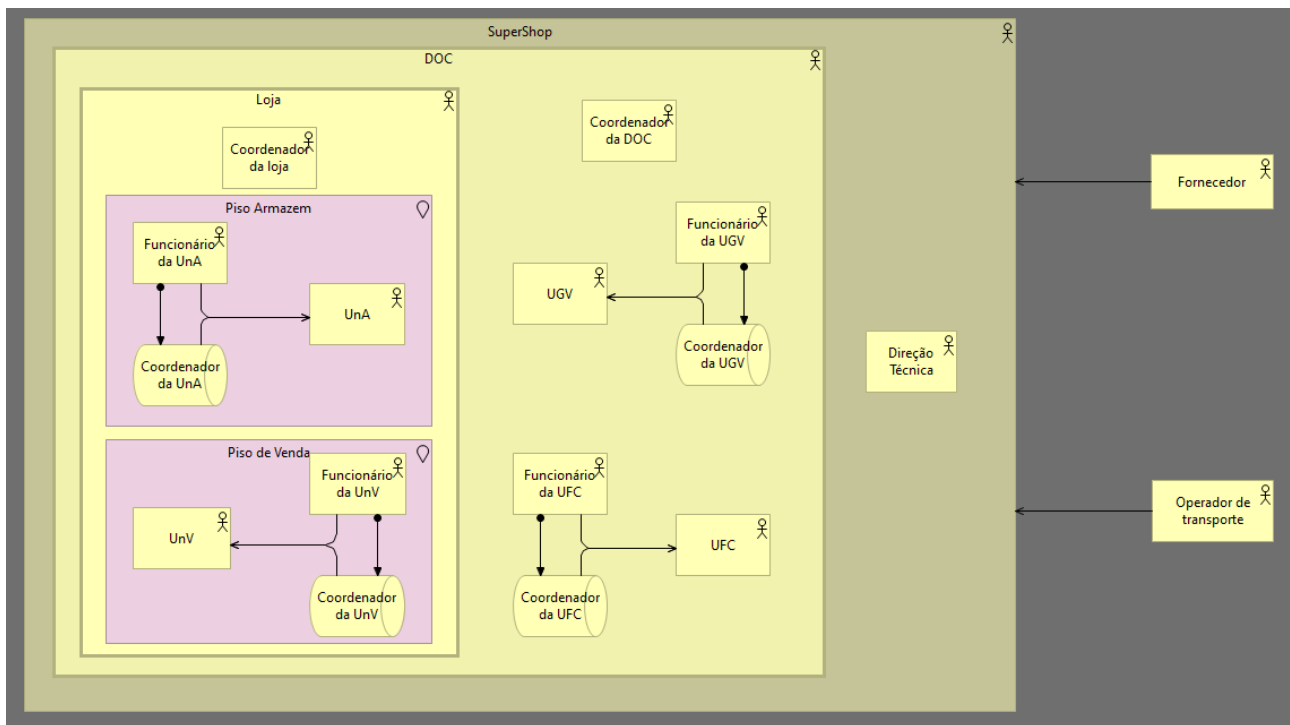 SuperShop
DOC
Loja
Coordenador
da loja
Coordenador
da DOC
Fornecedor
Piso Armazem
Funcionário
da UnA
UnA
Coordenador
da UnA
Funcionário
da UGV
UGV
Coordenador
da UGV
Direção
Técnica
Piso de Venda
Funcionário
da UnV
UnV
Coordenador
da UnV
Funcionário
da UFC
UFC
Coordenador
da UFC
Operador de
transporte